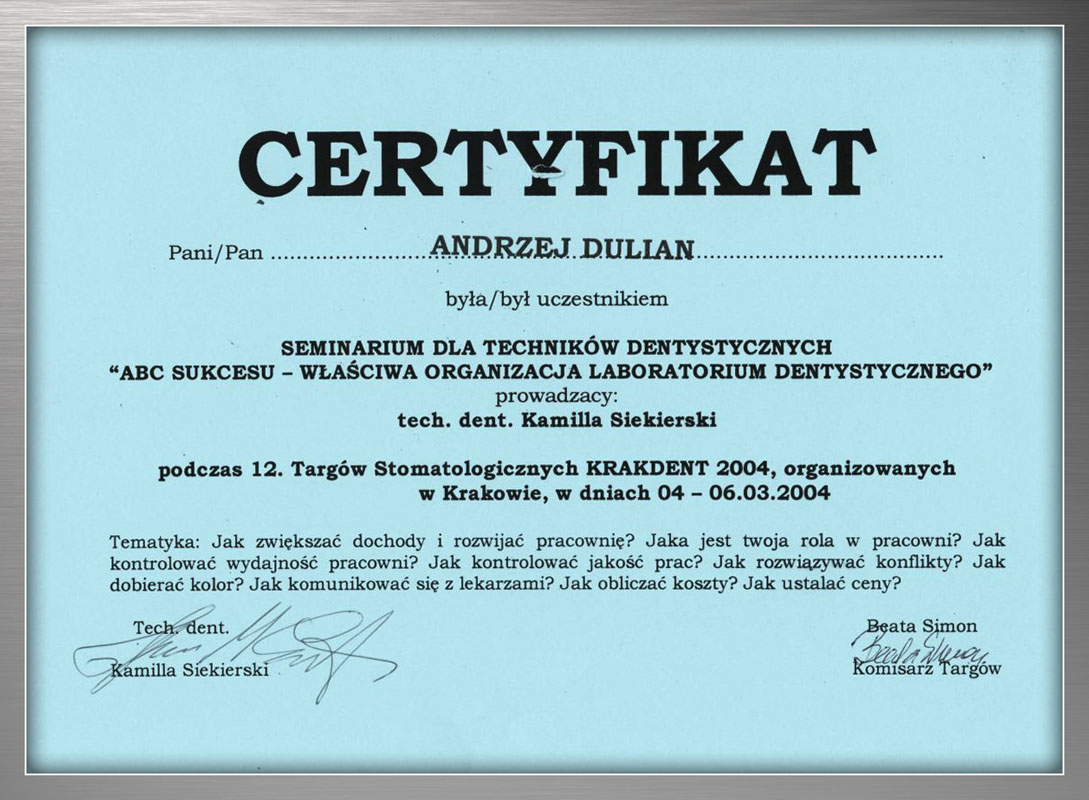 CERTYFIKAT
Pani/Pan ........................ANDRZEJ DULIAN........................................
była/był uczestnikiem
SEMINARIUM DLA TECHNIKÓW DENTYSTYCZNYCH
“ABC SUKCESU – WŁAŚCIWA ORGANIZACJA LABORATORIUM DENTYSTYCZNEGO”
prowadzacy:
tech. dent. Kamilla Siekierski
podczas 12. Targów Stomatologicznych KRAKDENT 2004, organizowanych
w Krakowie, w dniach 04 – 06.03.2004
Tematyka: Jak zwiększać dochody i rozwijać pracownię? Jaka jest twoja rola w pracowni? Jak
kontrolować wydajność pracowni? Jak kontrolować jakość prac? Jak rozwiązywać konflikty? Jak
dobierać kolor? Jak komunikować się z lekarzami? Jak obliczać koszty? Jak ustalać ceny?
Tech. dent.
Kamilla Siekierski
Beata Simon
Komisarz Targów